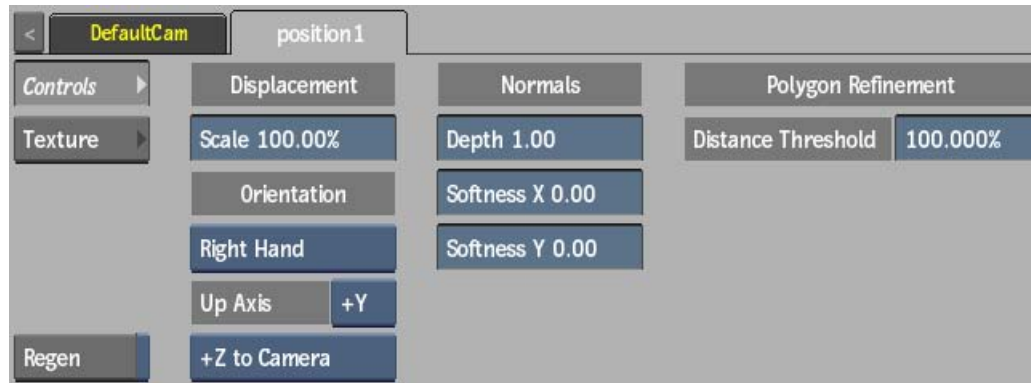 < DefaultCam position1
Controls Displacement Normals Polygon Refinement
Texture Scale 100.00% Depth 1.00 Distance Threshold 100.000%
Orientation Softness X 0.00
Right Hand Softness Y 0.00
Up Axis +Y
Regen +Z to Camera